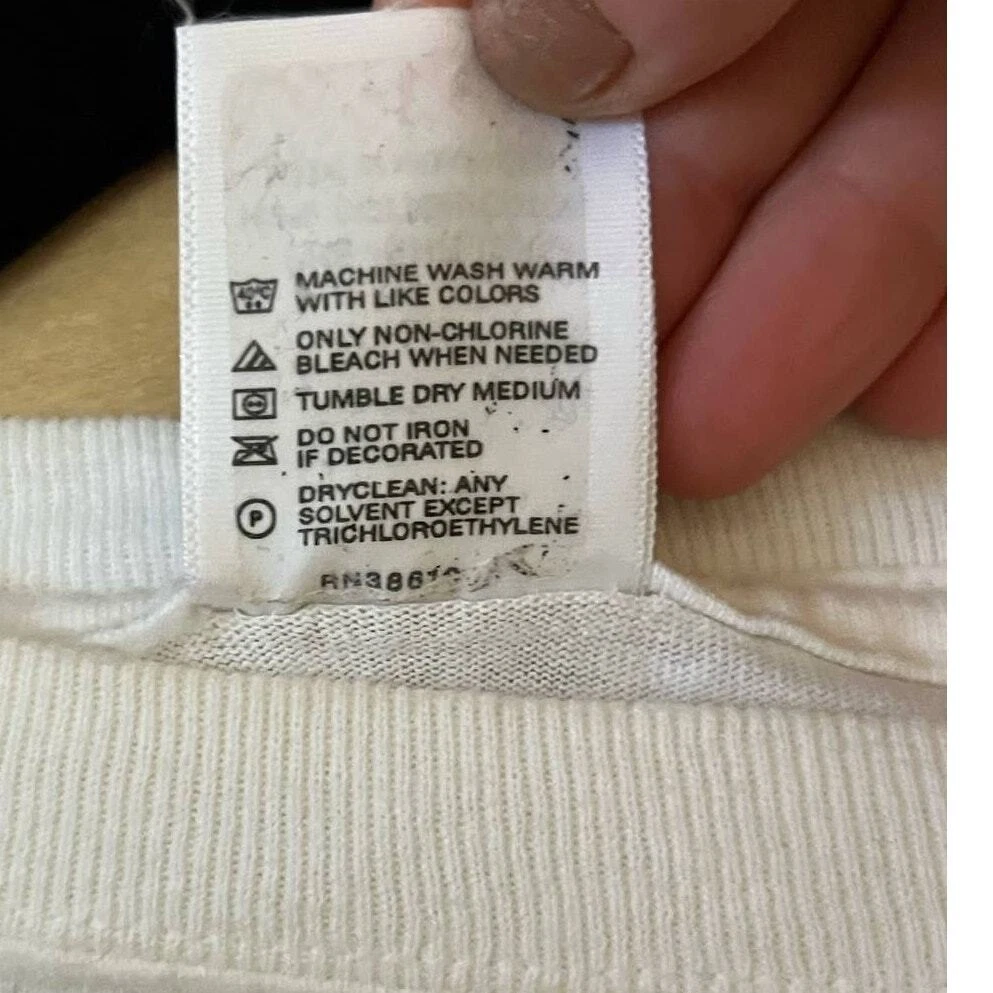 MACHINE WASH WARM
WITH LIKE COLORS
ONLY NON-CHLORINE
BLEACH WHEN NEEDED
TUMBLE DRY MEDIUM
DO NOT IRON
IF DECORATED
P
DRYCLEAN: ANY
SOLVENT EXCEPT
TRICHLOROETHYLENE